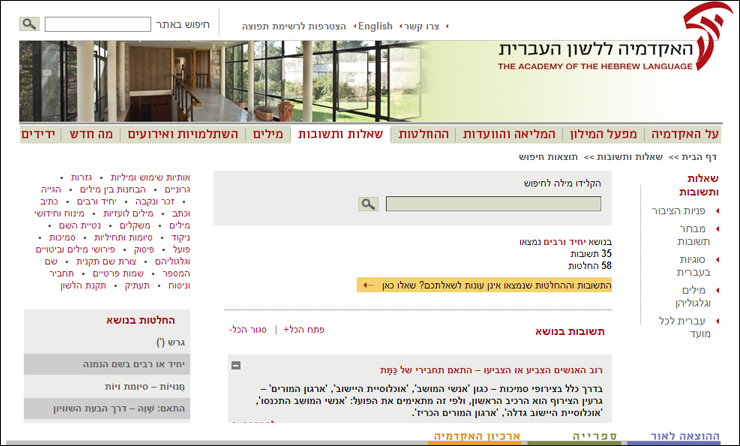 צרו קשר
English
הצטרפות לרשימת תפוצה
חיפוש באתר
האקדמיה ללשון העברית
THE ACADEMY OF THE HEBREW LANGUAGE
על האקדמיה | מפעל המילון | המליאה והוועדות | ההחלטות | שאלות ותשובות | מילים | השתלמויות ואירועים | מה חדש | ידידים
דף הבית >> שאלות ותשובות >> תוצאות חיפוש
שאלות
ותשובות
פניות הציבור
מבחר
תשובות
סוגיות
בעברית
מילים
וגלגוליהן
עברית לכל
מועד
הקלידו מילה לחיפוש
בנושא יחיד ורבים נמצאו
35 תשובות
58 החלטות
התשובות וההחלטות שנמצאו אינן עונות לשאלתכם? שאלו כאן
תשובות בנושא
פתח הכל+ | סגור הכל-
רוב האנשים הצביע או הצביעו – התאם תחבירי של כַּמָּת
בדרך כלל בצירופי סמיכות – כגון 'אנשי המושב', 'אוכלוסיית היישוב', 'ארגון המורים' –
גרעין הצירוף הוא הרכיב הראשון, ולפי זה מתאימים את הפועל: 'אנשי המושב התכנסו',
'אוכלוסיית היישוב גדלה', 'ארגון המורים הכריז'.
אותיות שימוש ומיליות • גזרות •
גרוניים • הבחנות בין מילים • הגייה
• זכר ונקבה • יחיד ורבים • כתיב
וכתב • מילים לועזיות • מינוח וחידושי
מילים • משקלים • נטיית השם •
ניקוד • סיומות ותחיליות • סמיכות •
פועל • פיסוק • פירושי מילים וביטויים
וגלגוליהם • צורת שם תקנית • שם
המספר • שמות פרטיים • תחביר
וניסוח • תעתיק • תקנת הלשון
החלטות בנושא
גרש (')
יחיד או רבים בשם הנמנה
חֲנוּיוֹת – סיומת וּיוֹת
התאם: שָׁוֶה – דרך הבעת השוויון
ההוצאה לאור
ספרייה
ארכיון האקדמיה